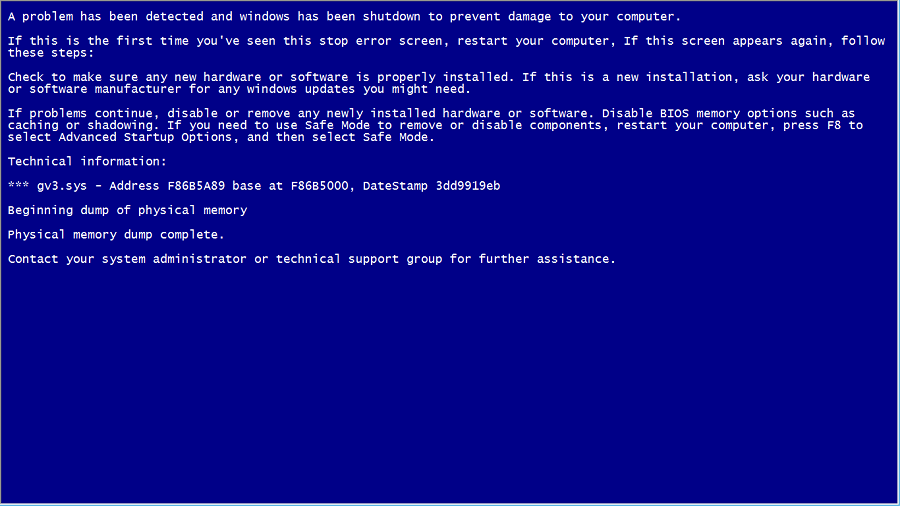 A problem has been detected and windows has been shutdown to prevent damage to your computer.
If this is the first time you've seen this stop error screen, restart your computer, If this screen appears again, follow
these steps:
Check to make sure any new hardware or software is properly installed. If this is a new installation, ask your hardware
or software manufacturer for any windows updates you might need.
If problems continue, disable or remove any newly installed hardware or software. Disable BIOS memory options such as
caching or shadowing. If you need to use Safe Mode to remove or disable components, restart your computer, press F8 to
select Advanced Startup Options, and then select Safe Mode.
Technical information:
*** gv3.sys - Address F86B5A89 base at F86B5000, DateStamp 3dd9919eb
Beginning dump of physical memory
Physical memory dump complete.
Contact your system administrator or technical support group for further assistance.